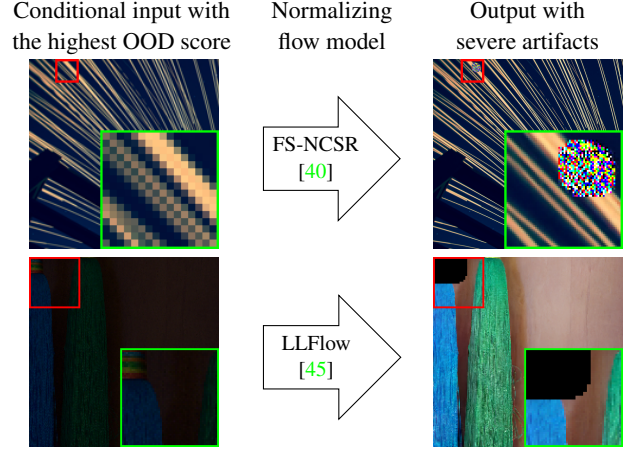 Conditional input with
the highest OOD score
Normalizing
flow model
Output with
severe artifacts
FS-NCSR
[40]
LLFlow
[45]